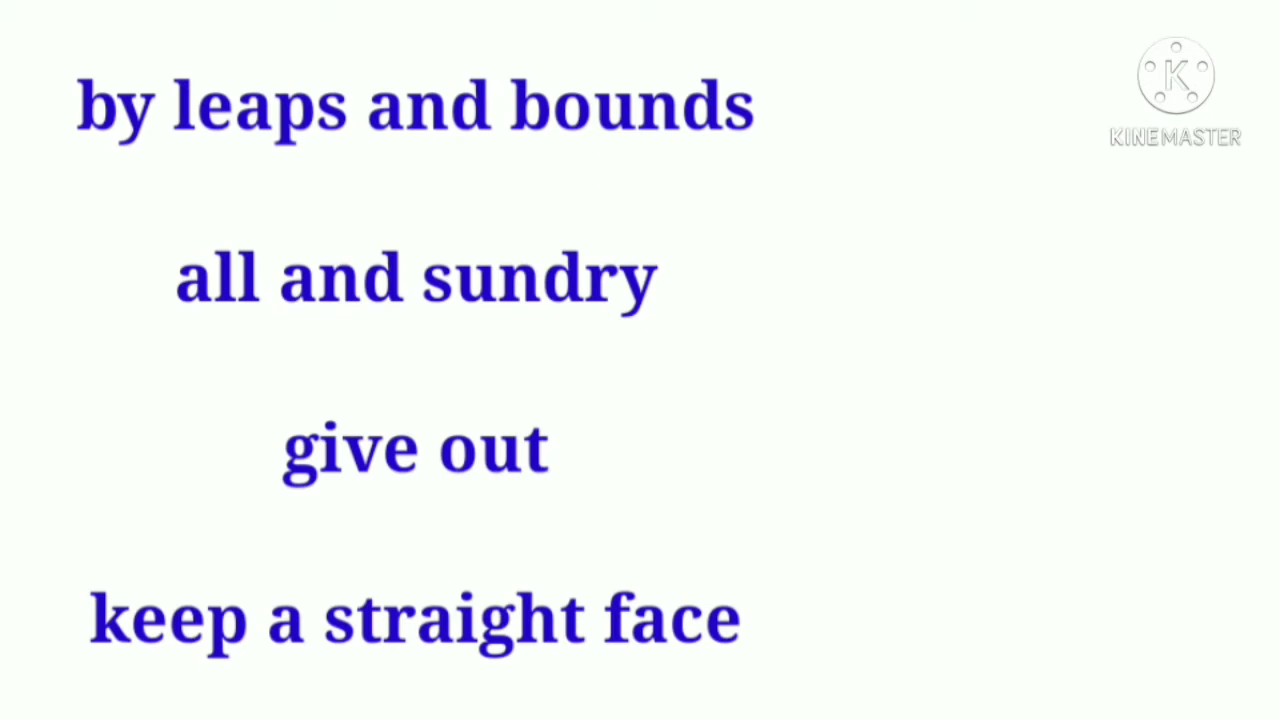 by leaps and bounds
KINEMASTER
all and sundry
give out
keep a straight face